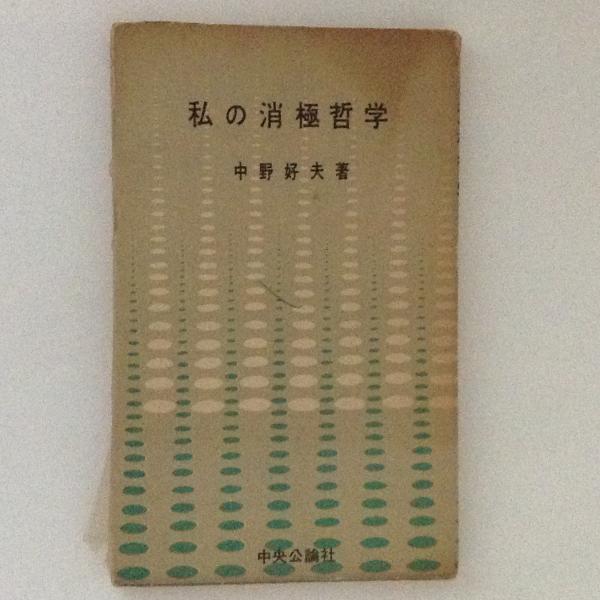 私の消極哲学
中野好夫著
中央公論社